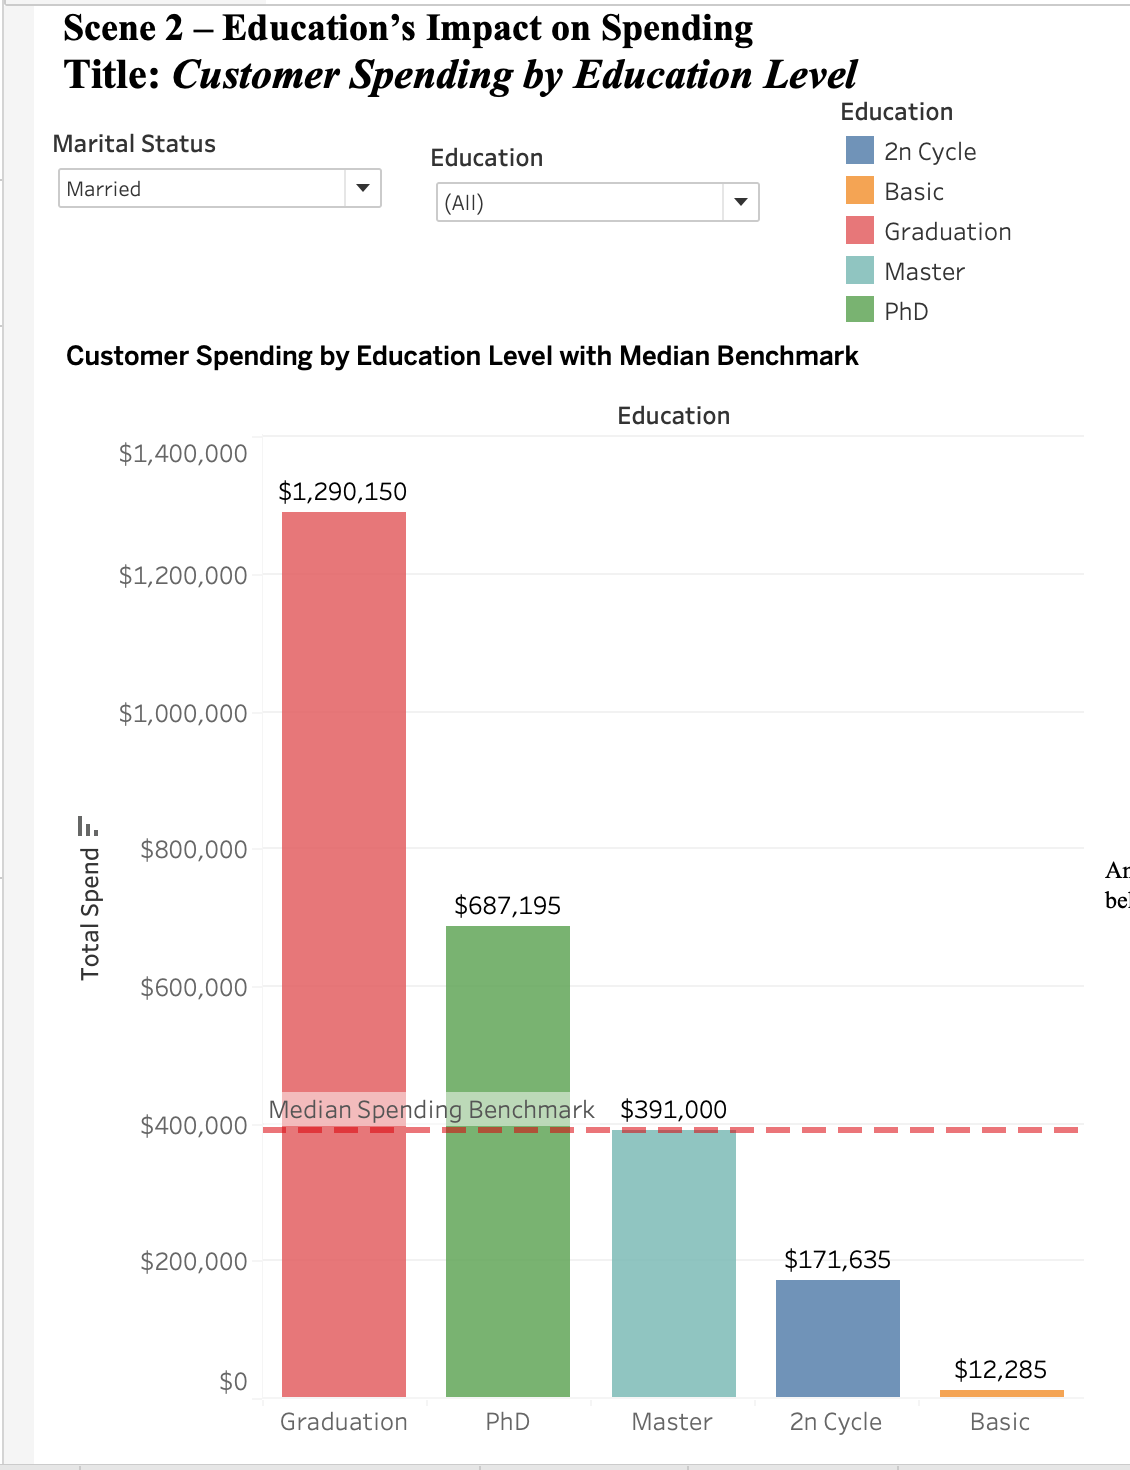 Scene 2 – Education’s Impact on Spending
Title: Customer Spending by Education Level
Marital Status
Married
Education
(All)
Education
2n Cycle
Basic
Graduation
Master
PhD
Customer Spending by Education Level with Median Benchmark
Education
$1,400,000
$1,200,000
$1,000,000
$800,000
$600,000
$400,000
$200,000
$0
Total Spend
$1,290,150
$687,195
Median Spending Benchmark
$391,000
$171,635
$12,285
Graduation
PhD
Master
2n Cycle
Basic